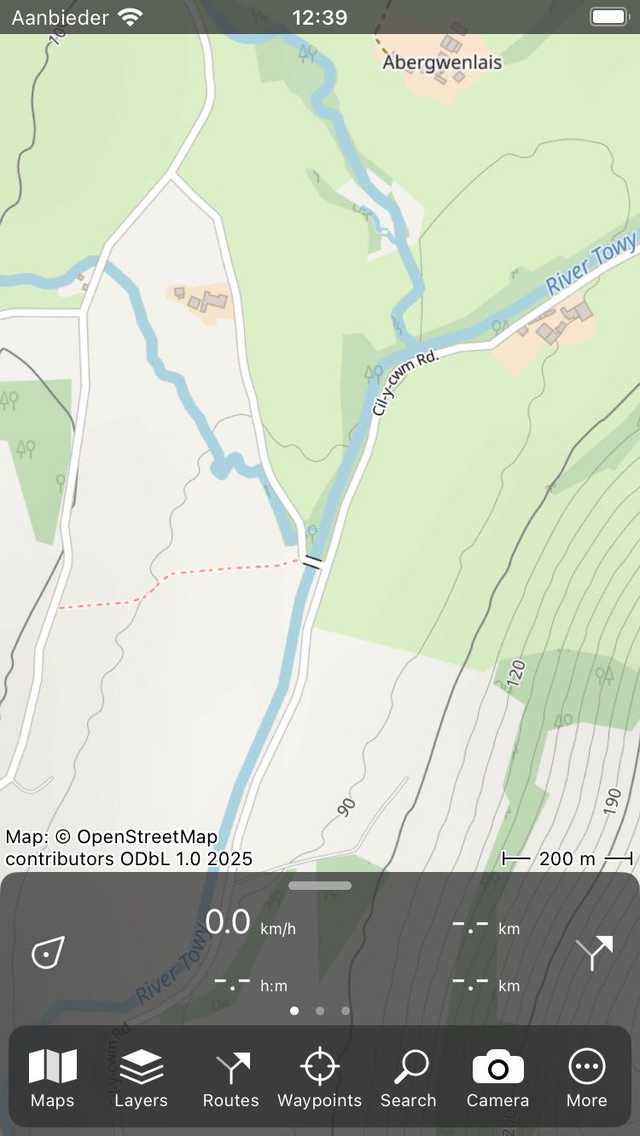 Aanbieder 12:39
10
Abergwenlais
River Towy
Cil-y-cwm Rd.
120
190
90
Map: © OpenStreetMap
contributors ODbL 1.0 2025
200 m
0.0 km/h -.- km
River Towy
-.- h:m -.- km
Maps Layers Routes Waypoints Search Camera More